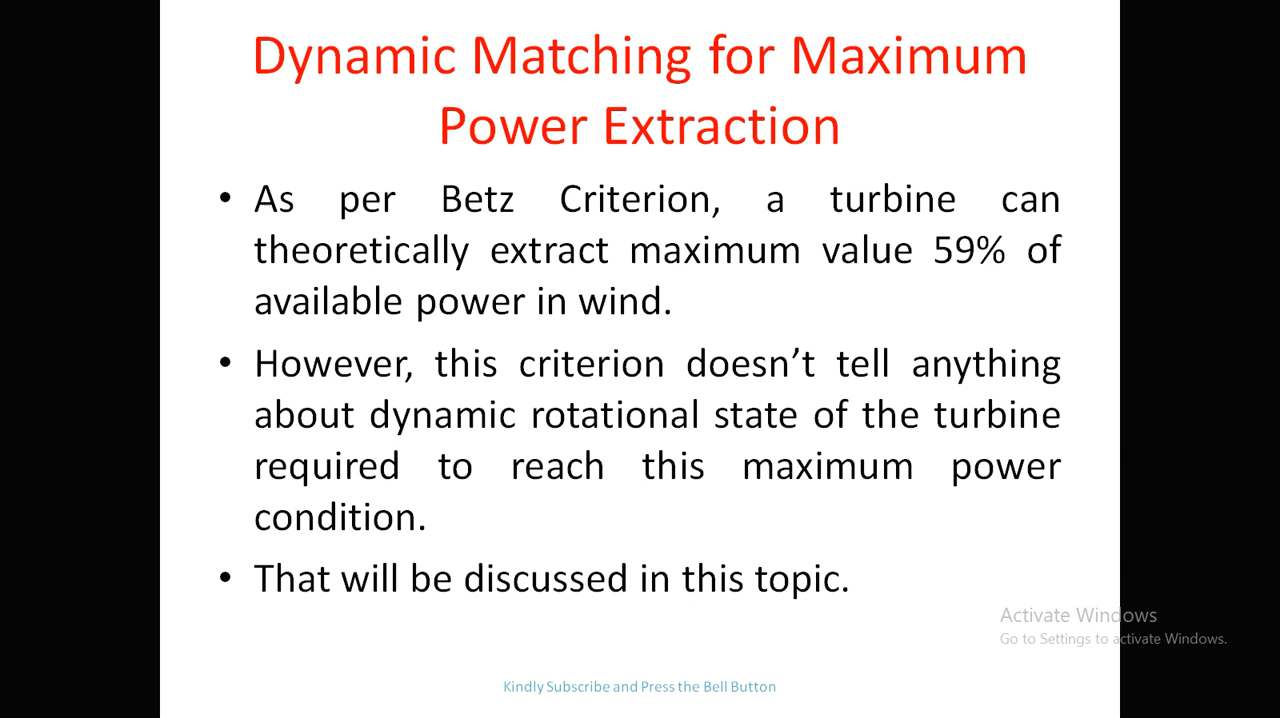 Dynamic Matching for Maximum
Power Extraction
• As per Betz Criterion, a turbine can
theoretically extract maximum value 59% of
available power in wind.
• However, this criterion doesn’t tell anything
about dynamic rotational state of the turbine
required to reach this maximum power
condition.
• That will be discussed in this topic.
Activate Windows
Go to Settings to activate Windows.
Kindly Subscribe and Press the Bell Button